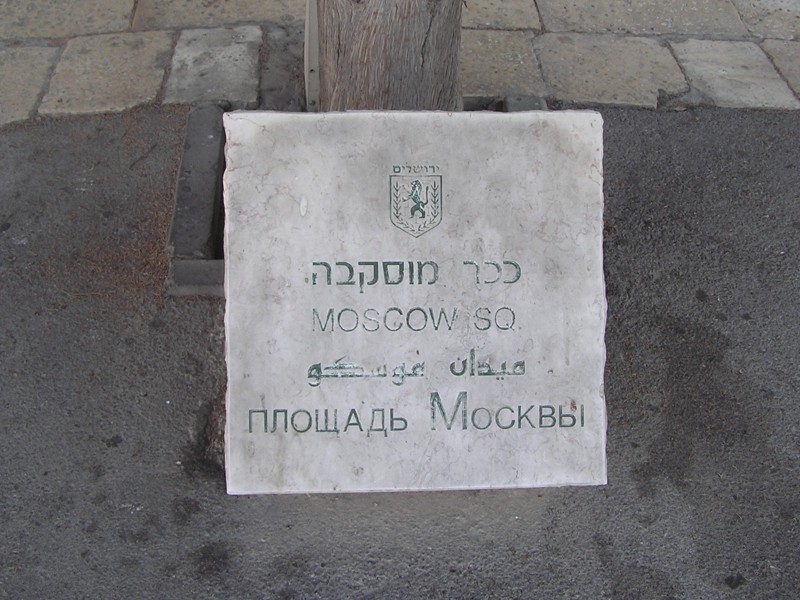 ירושלים
ככר מוסקבה
MOSCOW SQ.
ميدان موسكو
ПЛОЩАДЬ МОСКВЫ